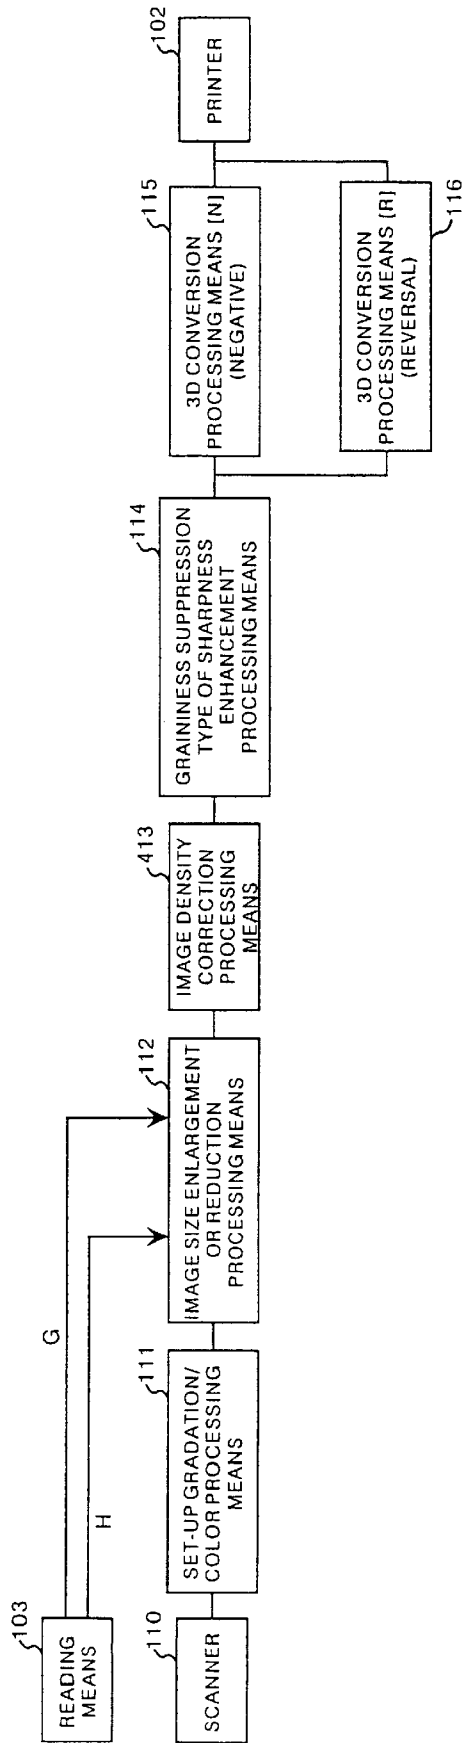 103
READING
MEANS
G
H
110
SCANNER
111
SET-UP GRADATION/
COLOR PROCESSING
MEANS
112
IMAGE SIZE ENLARGEMENT
OR REDUCTION
PROCESSING MEANS
413
IMAGE DENSITY
CORRECTION
PROCESSING
MEANS
114
GRAININESS SUPPRESSION
TYPE OF SHARPNESS
ENHANCEMENT
PROCESSING MEANS
115
3D CONVERSION
PROCESSING MEANS [N]
(NEGATIVE)
3D CONVERSION
PROCESSING MEANS [R]
(REVERSAL)
116
102
PRINTER